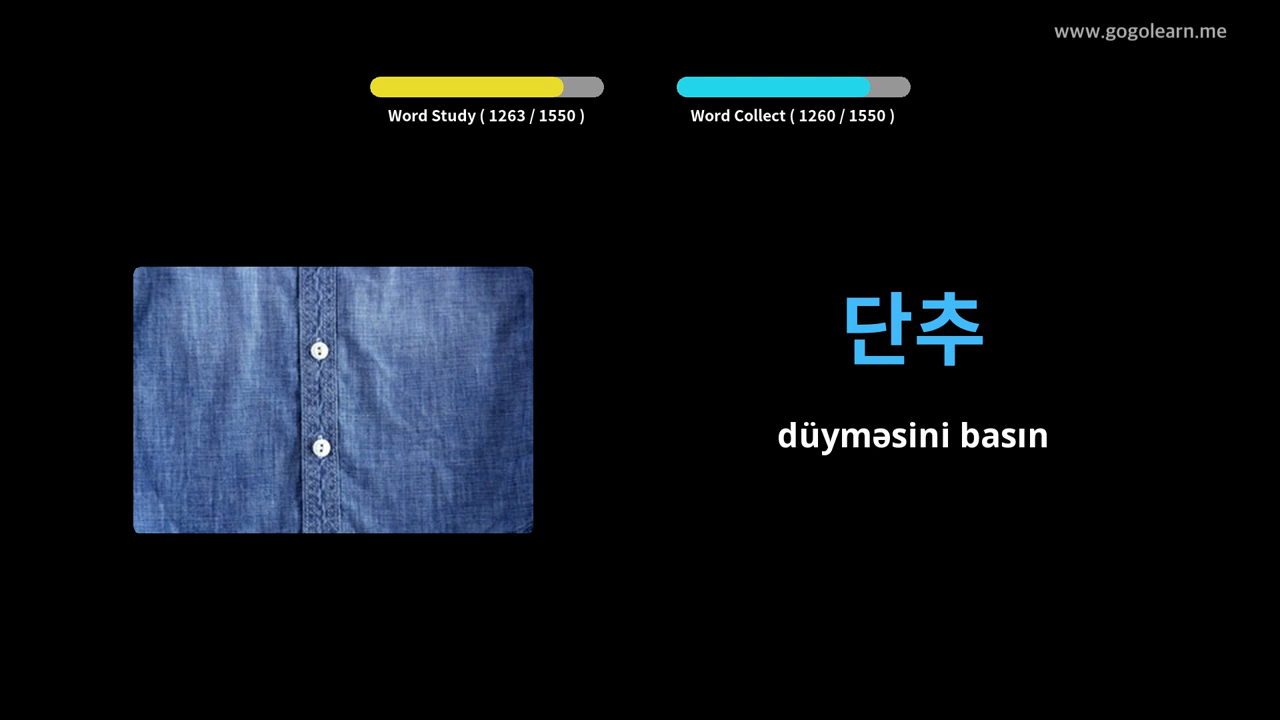 www.gogolearn.me
Word Study ( 1263 / 1550 )
Word Collect ( 1260 / 1550 )
단추
düyməsini basın